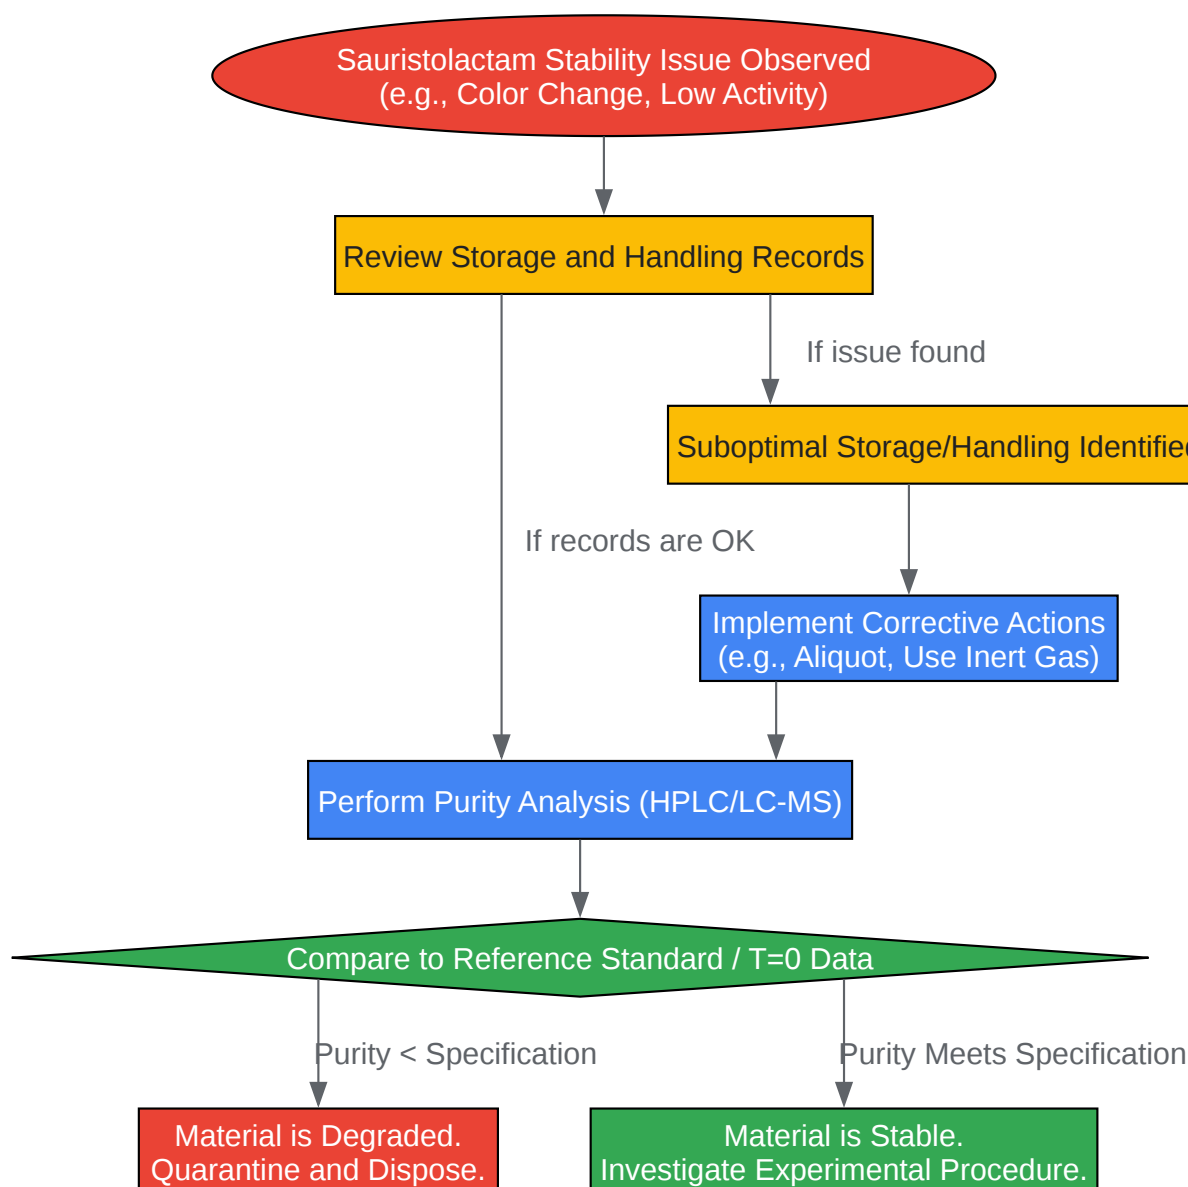 Sauristolactam Stability Issue Observed
(e.g., Color Change, Low Activity)
Review Storage and Handling Records
If issue found
Suboptimal Storage/Handling Identified
If records are OK
Implement Corrective Actions
(e.g., Aliquot, Use Inert Gas)
Perform Purity Analysis (HPLC/LC-MS)
Compare to Reference Standard / T=0 Data
Purity < Specification
Purity Meets Specification
Material is Degraded.
Quarantine and Dispose.
Material is Stable.
Investigate Experimental Procedure.